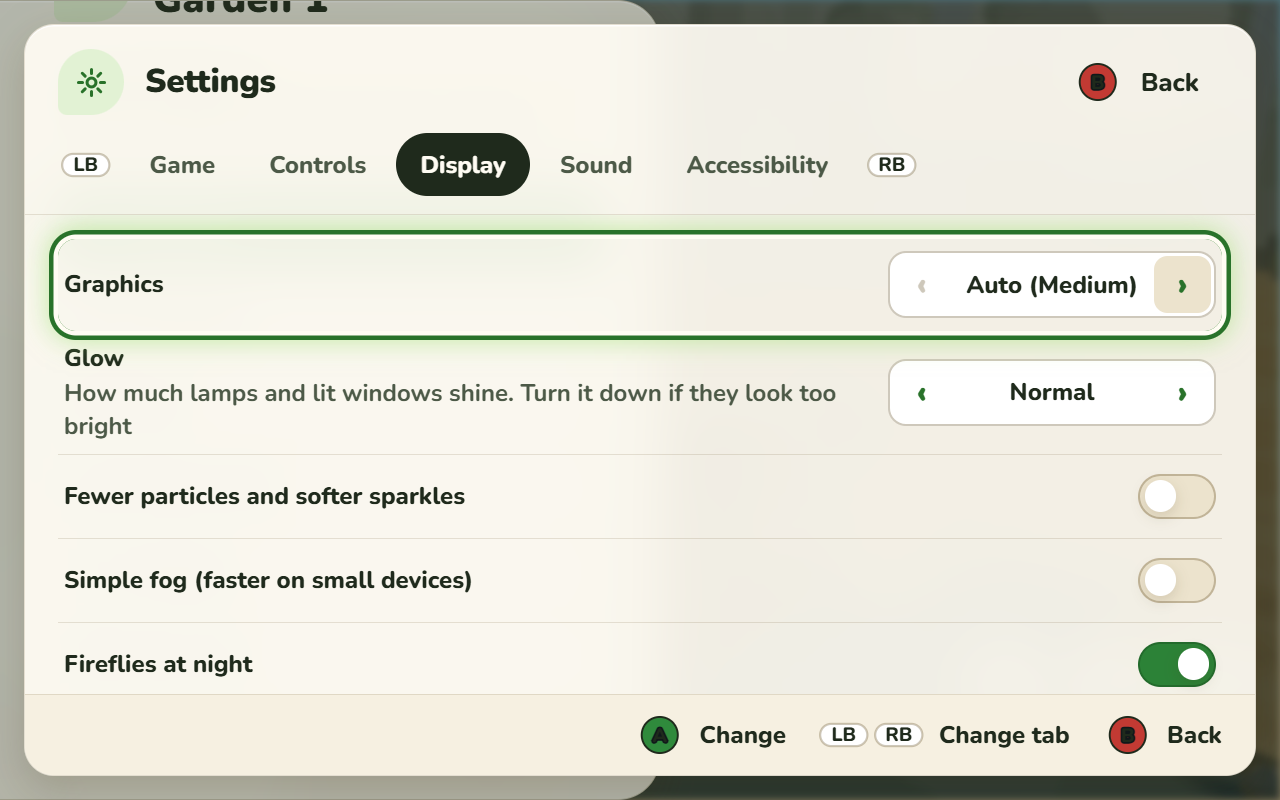 Garden 1
Settings
B Back
LB Game Controls Display Sound Accessibility RB
Graphics
‹ Auto (Medium) ›
Glow
How much lamps and lit windows shine. Turn it down if they look too
bright
‹ Normal ›
Fewer particles and softer sparkles
Simple fog (faster on small devices)
Fireflies at night
A Change LB RB Change tab B Back